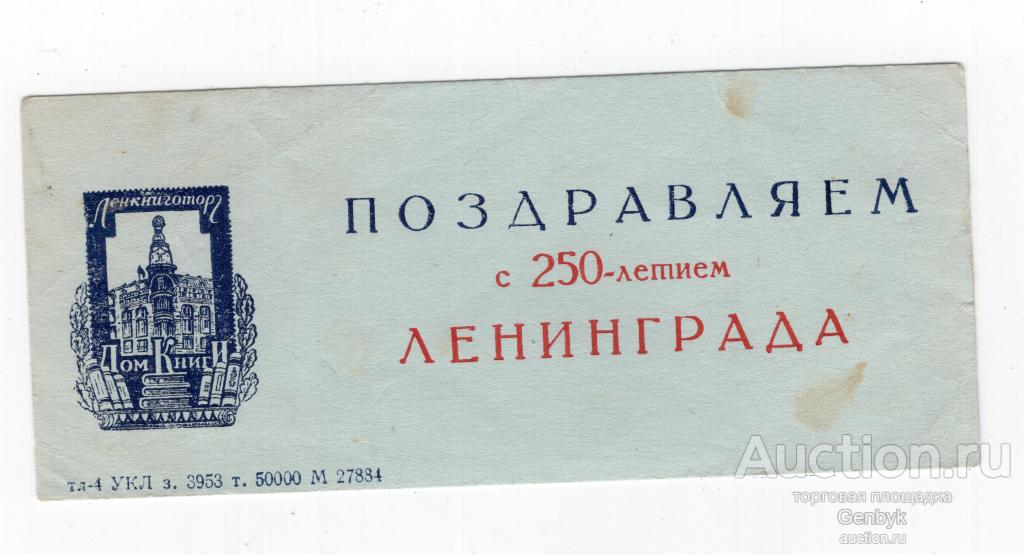 Ленкниготорг
Дом Книги
ПОЗДРАВЛЯЕМ
с 250-летием
ЛЕНИНГРАДА
тл-4 УКЛ з. 3953 т. 50000 М 27884
Auction.ru
торговая площадка
Genbyk
auction.ru